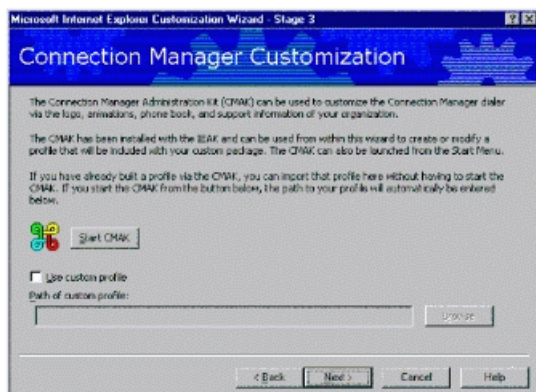 Microsoft Internet Explorer Customization Wizard - Stage 3
Connection Manager Customization
The Connection Manager Administration Kit (CMAK) can be used to customize the Connection Manager dialer
via the logo, animations, phone book, and support information of your organization.
The CMAK has been installed with the IEAK and can be used from within this wizard to create or modify a
profile that will be included with your custom package. The CMAK can also be launched from the Start Menu.
If you have already built a profile via the CMAK, you can import that profile here without having to start the
CMAK. If you start the CMAK from the button below, the path to your profile will automatically be entered
below.
Start CMAK
Use custom profile
Path of custom profile:
Browse
< Back Next > Cancel Help